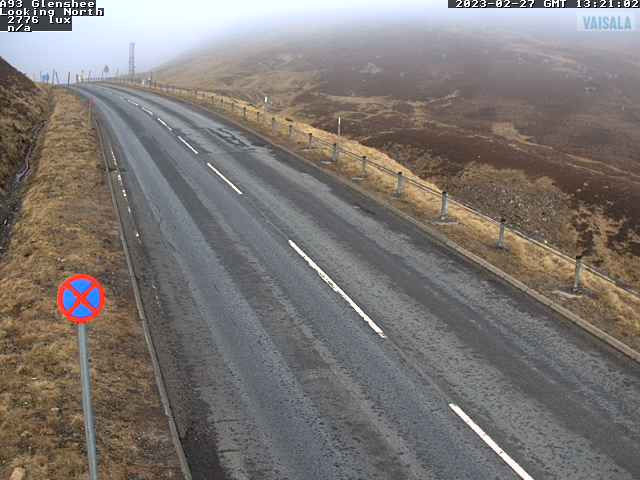 A93 Glenshee
Looking North
2776 lux
n/a
2023-02-27 GMT 13:21:02
VAISALA